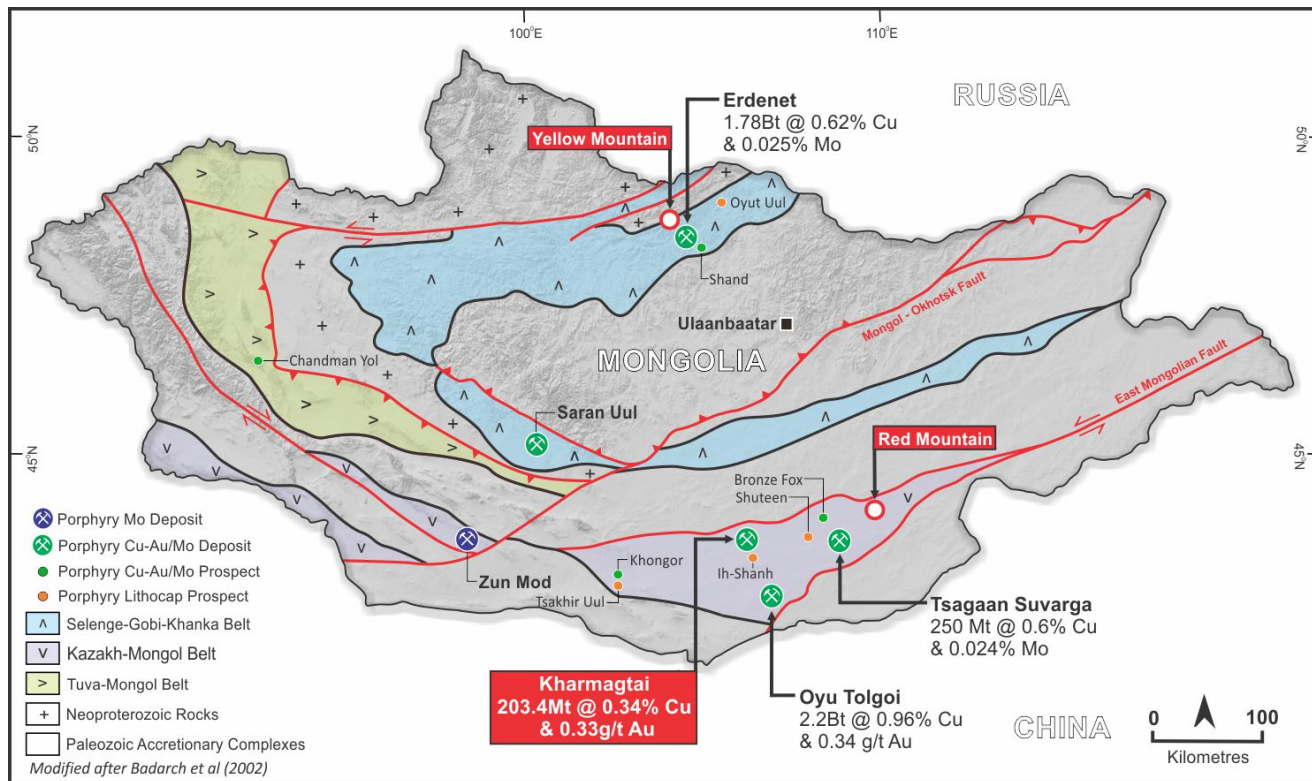 100°E
110°E
RUSSIA
Erdenet
1.78Bt @ 0.62% Cu
& 0.025% Mo
Yellow Mountain
50°N
50°N
Oyut Uul
Shand
Ulaanbaatar
Mongol - Okhotsk Fault
MONGOLIA
Chandman Yol
East Mongolian Fault
Saran Uul
Red Mountain
45°N
45°N
Bronze Fox
Shuteen
Porphyry Mo Deposit
Porphyry Cu-Au/Mo Deposit
Porphyry Cu-Au/Mo Prospect
Porphyry Lithocap Prospect
Selenge-Gobi-Khanka Belt
Kazakh-Mongol Belt
Tuva-Mongol Belt
Neoproterozoic Rocks
Paleozoic Accretionary Complexes
Modified after Badarch et al (2002)
Zun Mod
Khongor
Tsakhir Uul
Ih-Shanh
Tsagaan Suvarga
250 Mt @ 0.6% Cu
& 0.024% Mo
Kharmagtai
203.4Mt @ 0.34% Cu
& 0.33g/t Au
Oyu Tolgoi
2.2Bt @ 0.96% Cu
& 0.34 g/t Au
CHINA
0 100
Kilometres